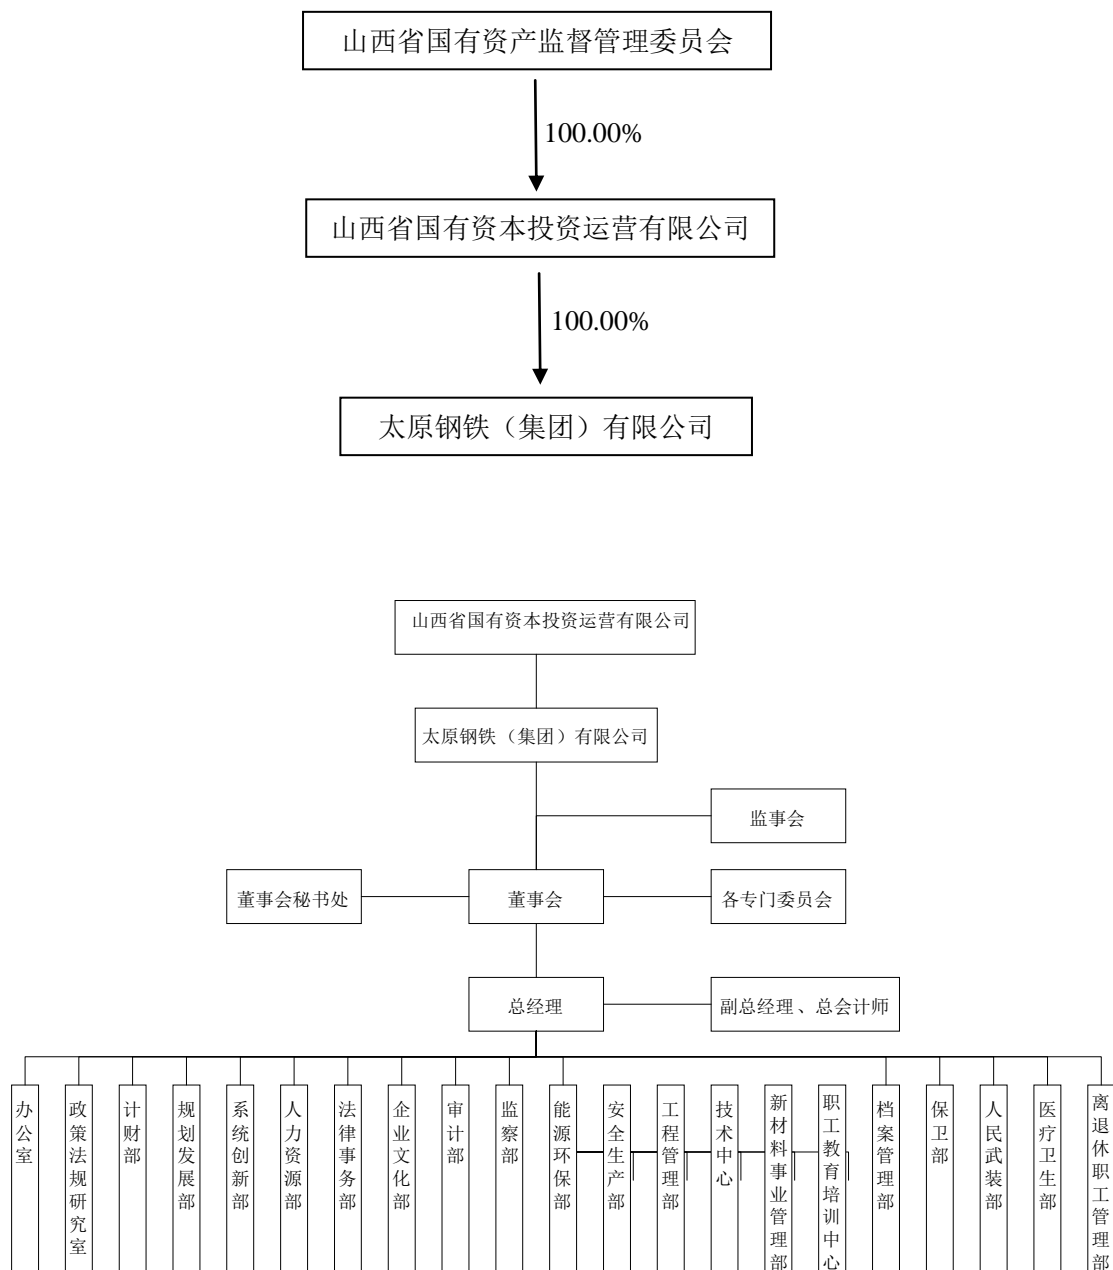 山西省国有资产监督管理委员会
100.00%
山西省国有资本投资运营有限公司
100.00%
太原钢铁（集团）有限公司
山西省国有资本投资运营有限公司
太原钢铁（集团）有限公司
监事会
董事会秘书处
董事会
各专门委员会
总经理
副总经理、总会计师
办公室
政策法规研究室
计财部
规划发展部
系统创新部
人力资源部
法律事务部
企业文化部
审计部
监察部
能源环保部
安全生产部
工程管理部
技术中心
新材料事业管理部
职工教育培训中心
档案管理部
保卫部
人民武装部
医疗卫生部
离退休职工管理部